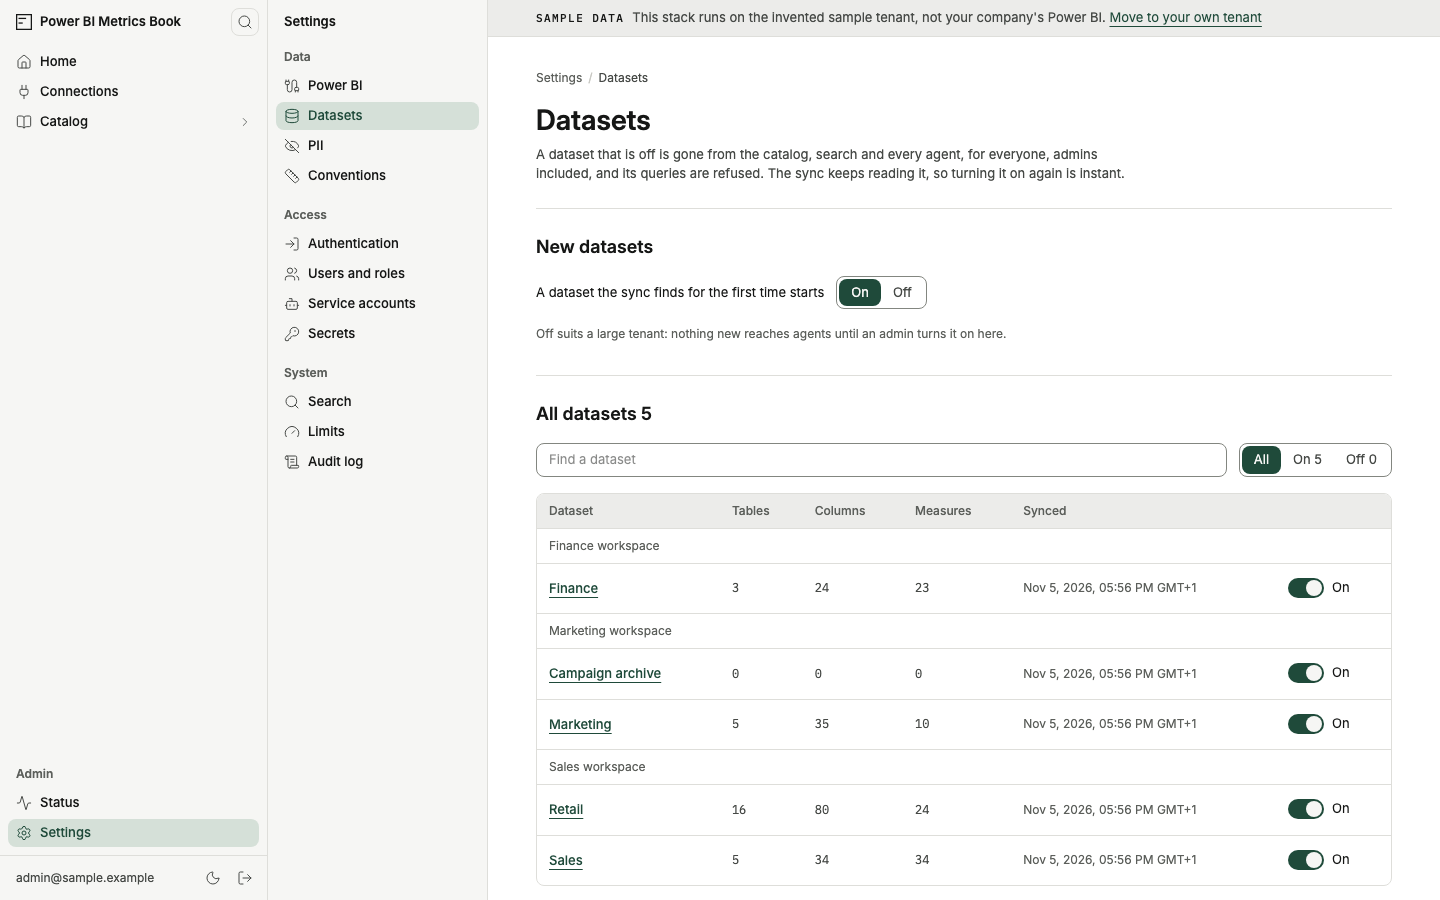 Power BI Metrics Book
Home
Connections
Catalog
Admin
Status
Settings
admin@sample.example
Settings
Data
Power BI
Datasets
PII
Conventions
Access
Authentication
Users and roles
Service accounts
Secrets
System
Search
Limits
Audit log
SAMPLE DATA This stack runs on the invented sample tenant, not your company's Power BI. Move to your own tenant
Settings / Datasets
Datasets
A dataset that is off is gone from the catalog, search and every agent, for everyone, admins
included, and its queries are refused. The sync keeps reading it, so turning it on again is instant.
New datasets
A dataset the sync finds for the first time starts On Off
Off suits a large tenant: nothing new reaches agents until an admin turns it on here.
All datasets 5
Find a dataset All On 5 Off 0
Dataset Tables Columns Measures Synced
Finance workspace
Finance 3 24 23 Nov 5, 2026, 05:56 PM GMT+1 On
Marketing workspace
Campaign archive 0 0 0 Nov 5, 2026, 05:56 PM GMT+1 On
Marketing 5 35 10 Nov 5, 2026, 05:56 PM GMT+1 On
Sales workspace
Retail 16 80 24 Nov 5, 2026, 05:56 PM GMT+1 On
Sales 5 34 34 Nov 5, 2026, 05:56 PM GMT+1 On